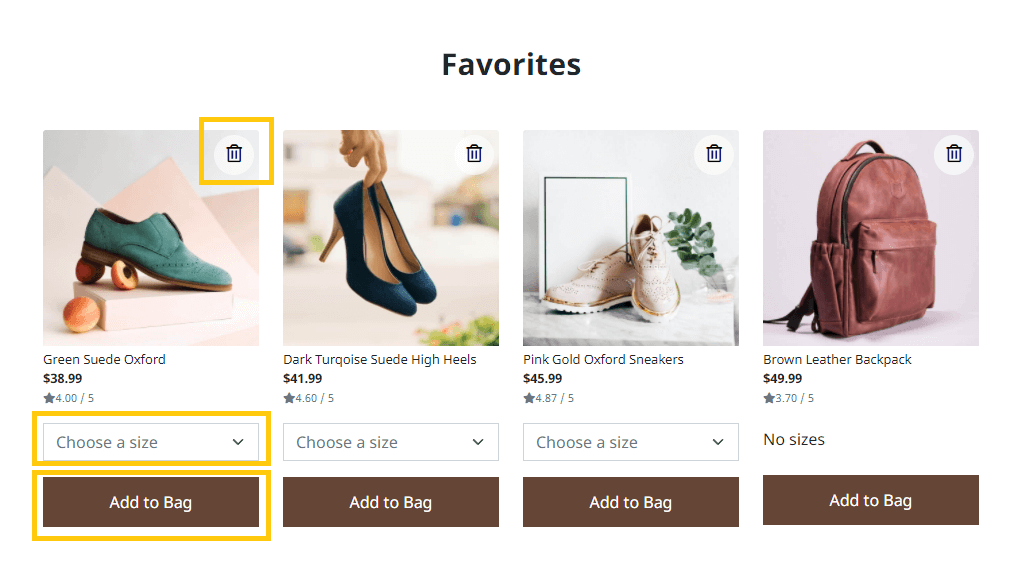 Favorites
Green Suede Oxford
$38.99
4.00 / 5
Choose a size
Add to Bag
Dark Turqoise Suede High Heels
$41.99
4.60 / 5
Choose a size
Add to Bag
Pink Gold Oxford Sneakers
$45.99
4.87 / 5
Choose a size
Add to Bag
Brown Leather Backpack
$49.99
3.70 / 5
No sizes
Add to Bag